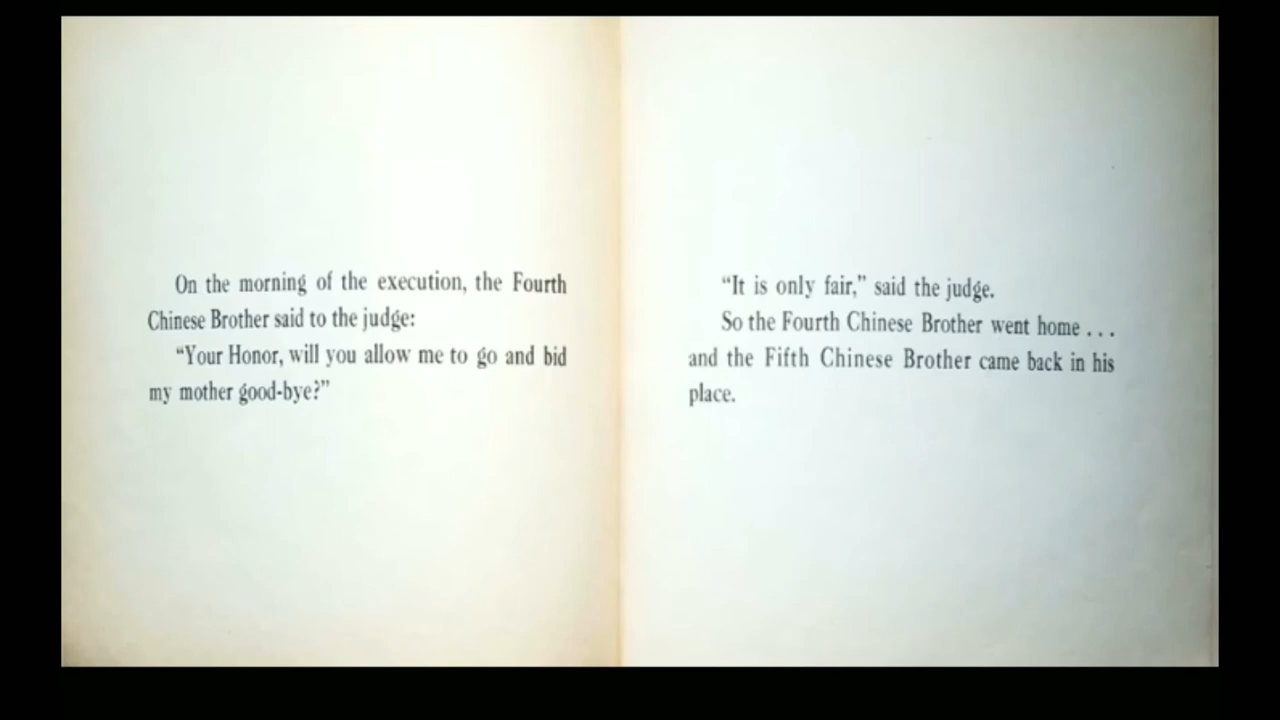 On the morning of the execution, the Fourth
Chinese Brother said to the judge:
“Your Honor, will you allow me to go and bid
my mother good-bye?”
“It is only fair,” said the judge.
So the Fourth Chinese Brother went home . . .
and the Fifth Chinese Brother came back in his
place.